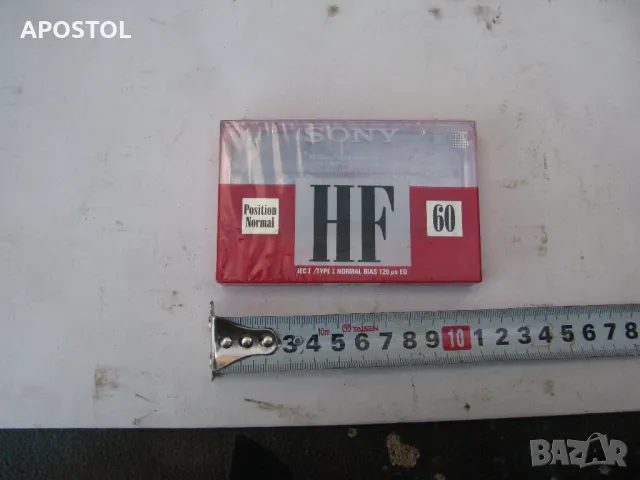 APOSTOL
SONY
Position
Normal
HF
60
IEC I /TYPE I NORMAL BIAS 120 µs EQ
10m TAJSEN
3 4 5 6 7 8 9 10 1 2 3 4 5 6 7 8
BAZAR